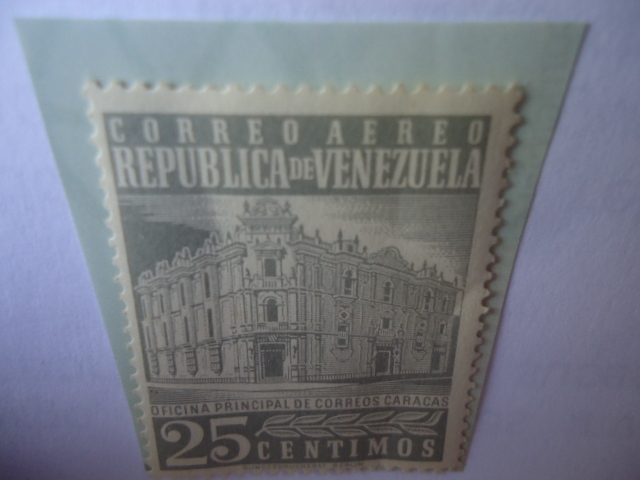 CORREO AEREO
REPUBLICA DE VENEZUELA
OFICINA PRINCIPAL DE CORREOS CARACAS
25 CENTIMOS